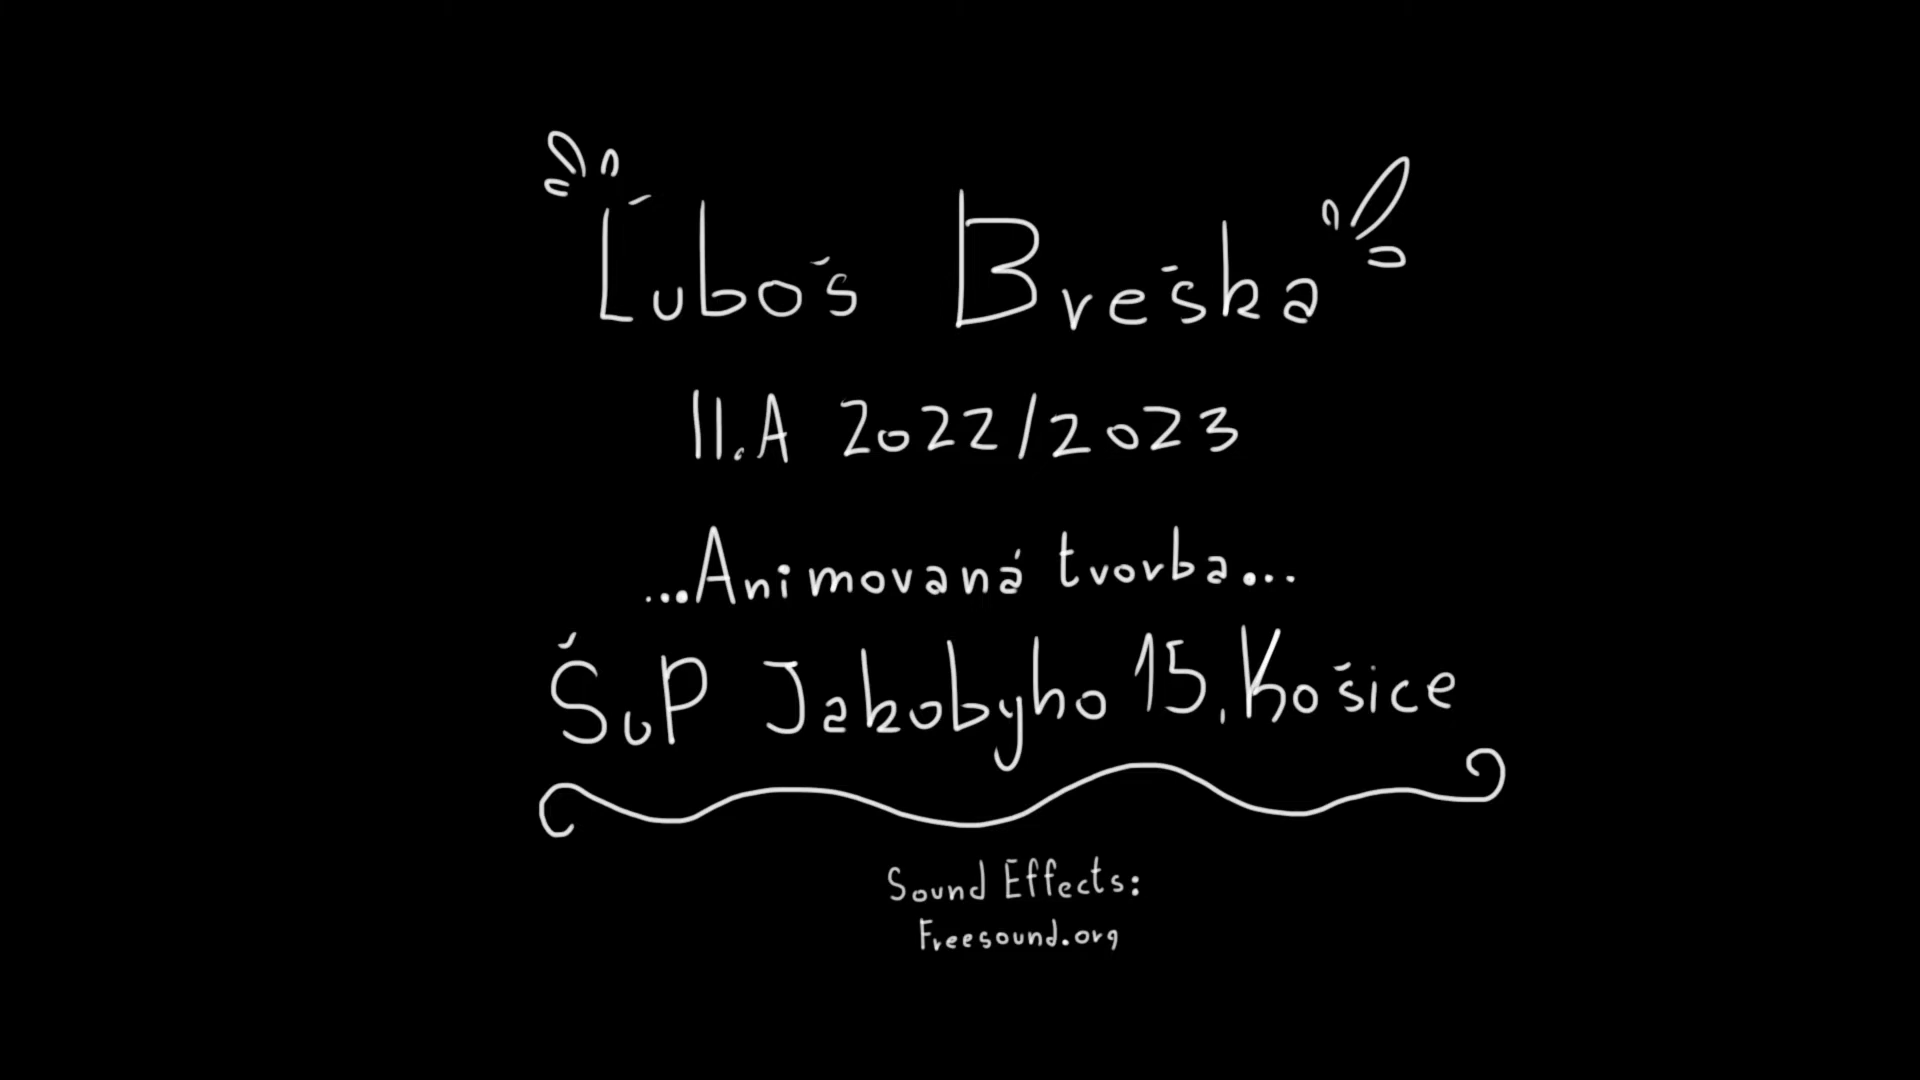 Ľuboš Breška
II.A 2022/2023
...Animovaná tvorba...
ŠuP Jakobyho 15, Košice
Sound Effects:
Freesound.org